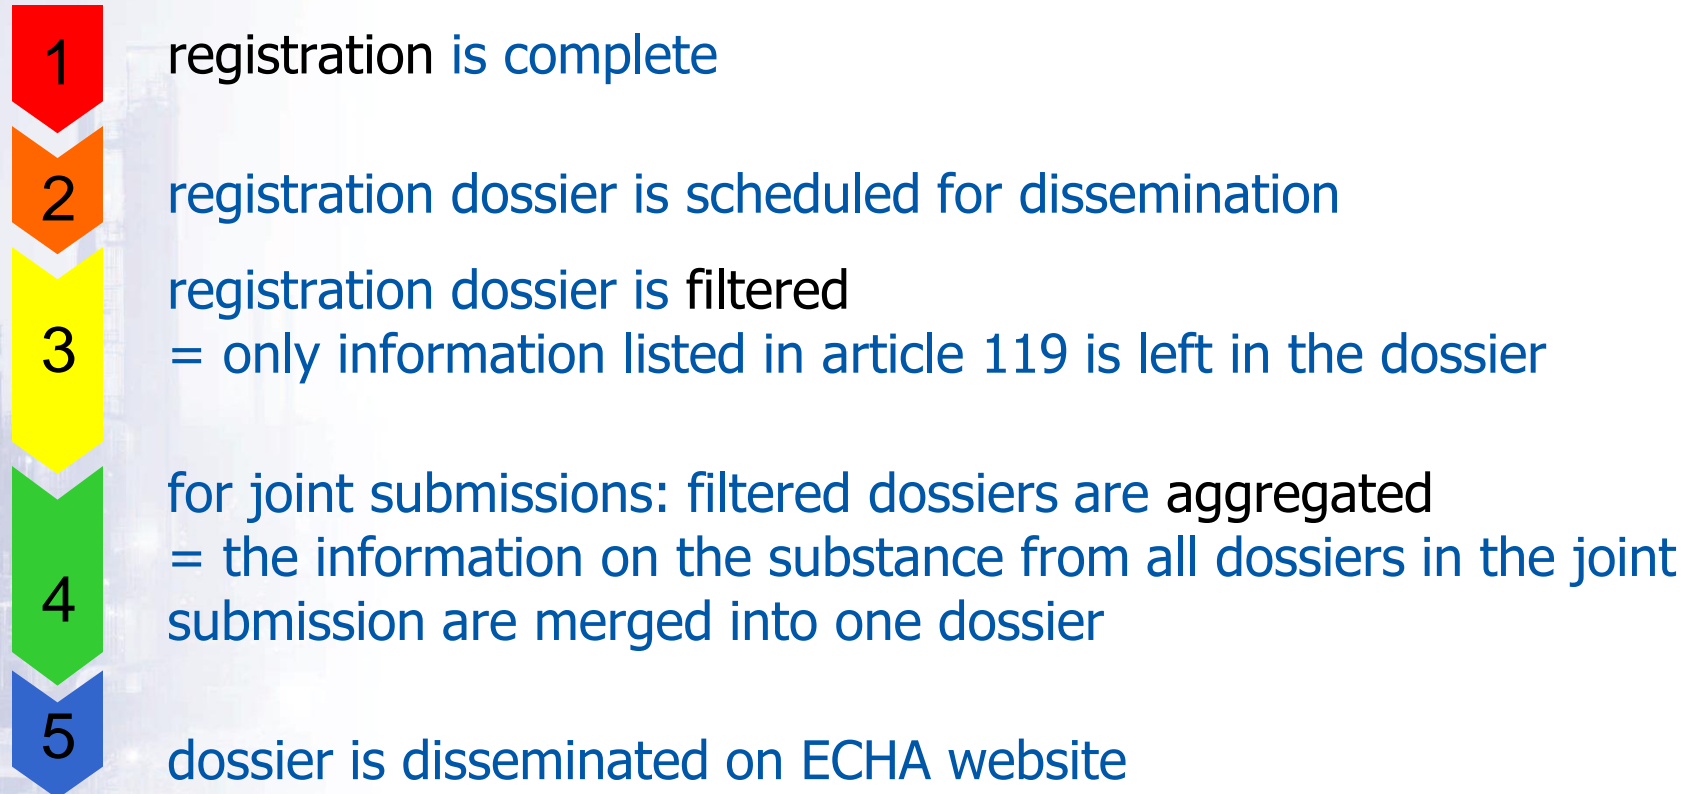 1
registration is complete
2
registration dossier is scheduled for dissemination
3
registration dossier is filtered
= only information listed in article 119 is left in the dossier
4
for joint submissions: filtered dossiers are aggregated
= the information on the substance from all dossiers in the joint
submission are merged into one dossier
5
dossier is disseminated on ECHA website